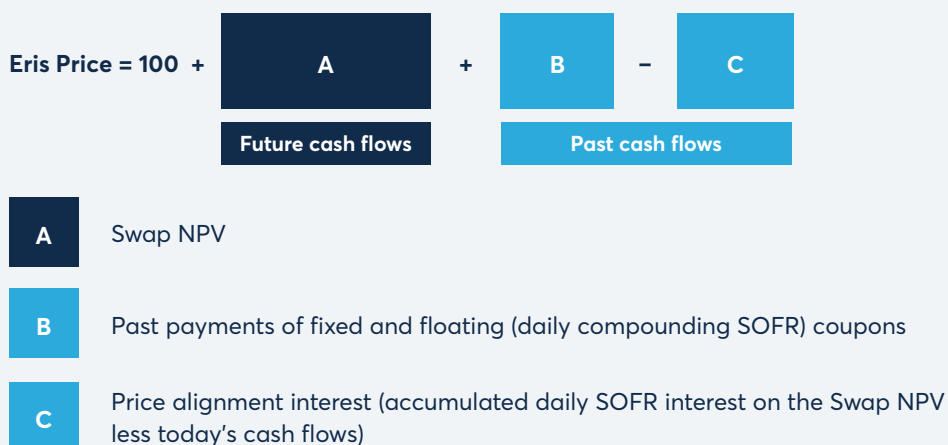 Eris Price = 100 + A + B – C
Future cash flows Past cash flows
A Swap NPV
B Past payments of fixed and floating (daily compounding SOFR) coupons
C Price alignment interest (accumulated daily SOFR interest on the Swap NPV
less today's cash flows)